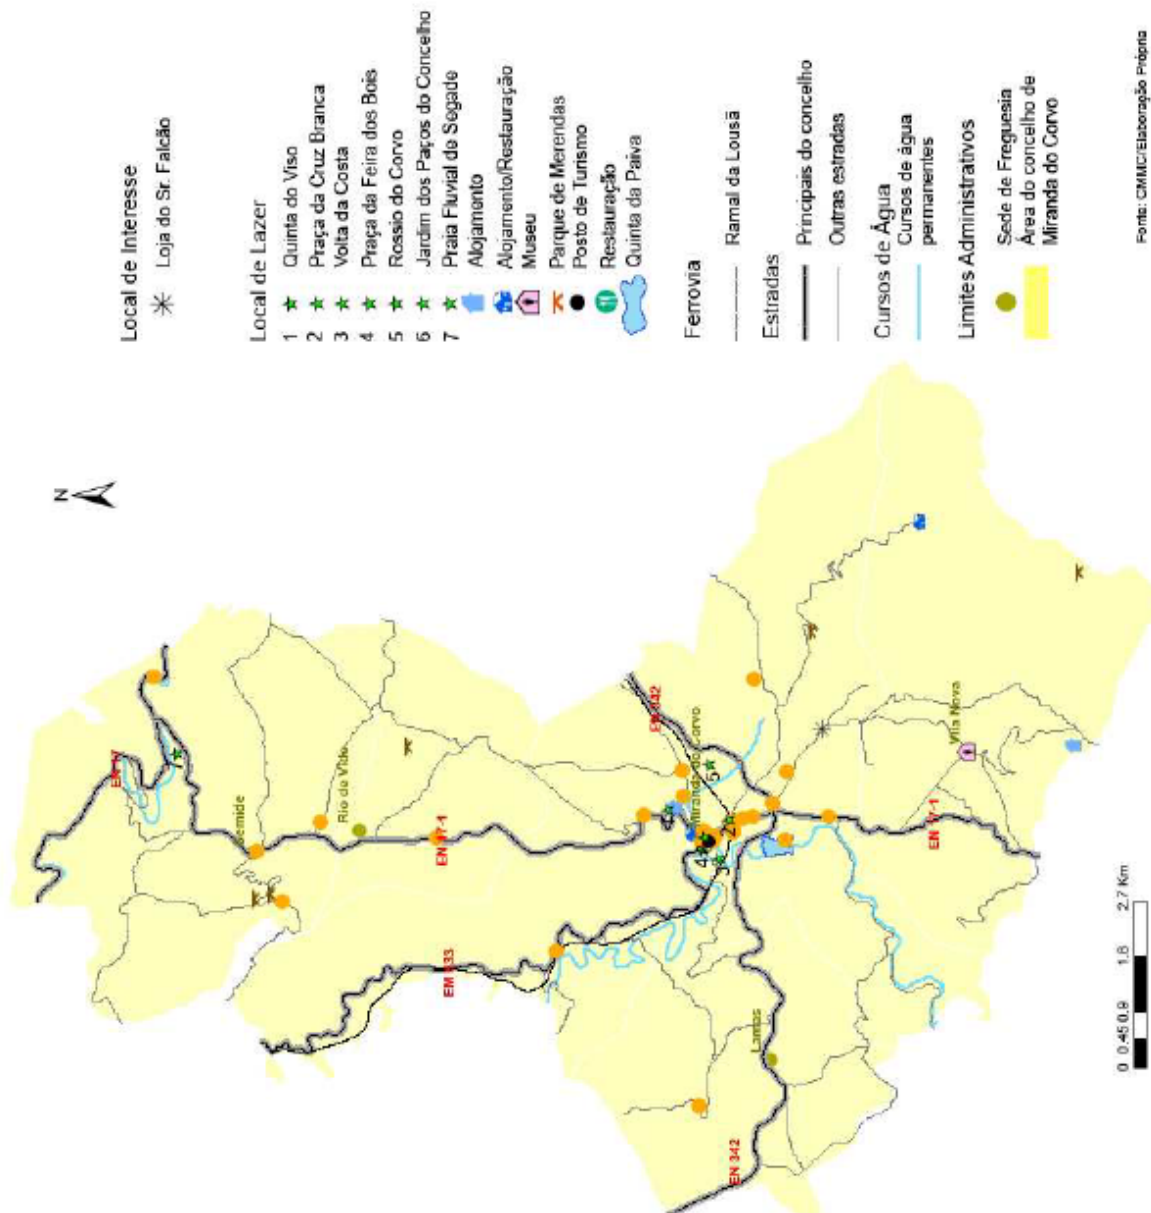 N
Local de Interesse
Loja do Sr. Falcão
Local de Lazer
1 Quinta do Viso
2 Praça da Cruz Branca
3 Volta da Costa
4 Praça da Feira dos Bois
5 Rossio do Corvo
6 Jardim dos Paços do Concelho
7 Praia Fluvial de Segade
Alojamento
Alojamento/Restauração
Museu
Parque de Merendas
Posto de Turismo
Restauração
Quinta da Paiva
Ferrovia
Ramal da Lousã
Estradas
Principais do concelho
Outras estradas
Cursos de Água
Cursos de água
permanentes
Limites Administrativos
Sede de Freguesia
Área do concelho de
Miranda do Corvo
Fonte: CMMC/Elaboração Própria
EN 17
Semide
Rio de Vide
EN 17-1
EN 342
Miranda do Corvo
5
2
4
3
Vila Nova
EN 17-1
Lamas
EN 342
0 0.45 0.9 1.8 2.7 Km